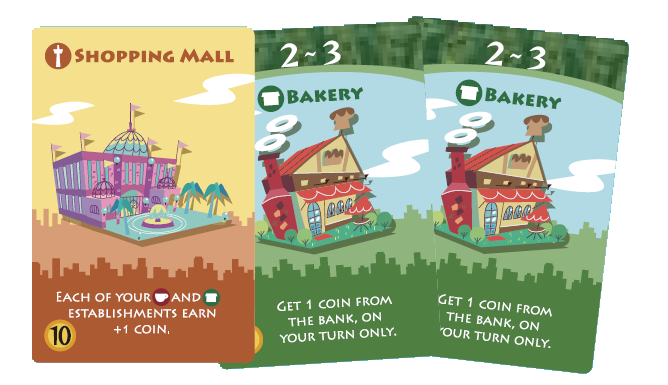 SHOPPING MALL
EACH OF YOUR AND
ESTABLISHMENTS EARN
+1 COIN.
10
2~3
BAKERY
GET 1 COIN FROM
THE BANK, ON
YOUR TURN ONLY.
2~3
BAKERY
GET 1 COIN FROM
THE BANK, ON
YOUR TURN ONLY.